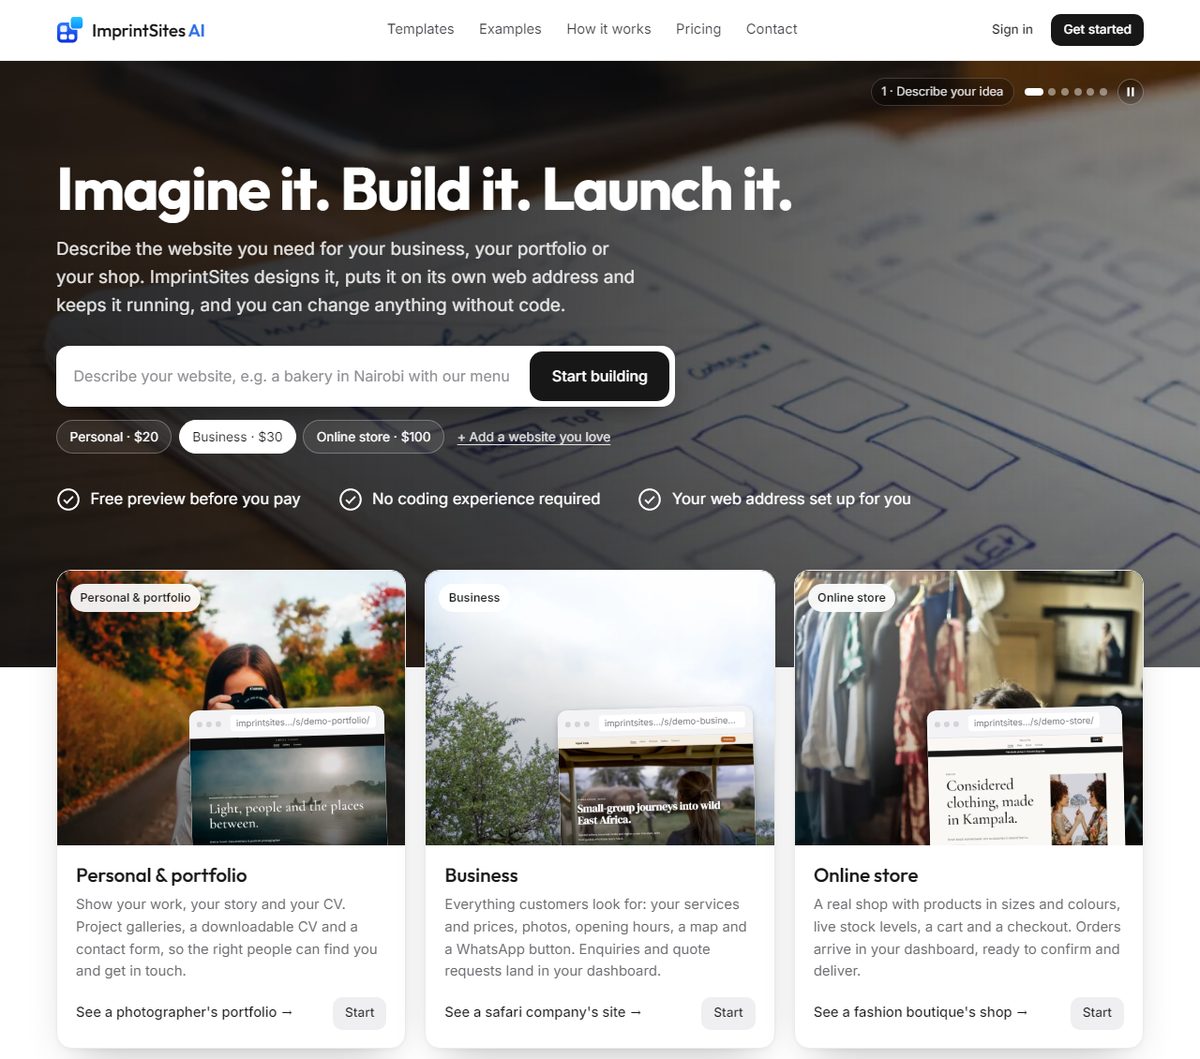 ImprintSites AI
Templates Examples How it works Pricing Contact
Sign in Get started
1 · Describe your idea
Imagine it. Build it. Launch it.
Describe the website you need for your business, your portfolio or
your shop. ImprintSites designs it, puts it on its own web address and
keeps it running, and you can change anything without code.
Describe your website, e.g. a bakery in Nairobi with our menu Start building
Personal · $20 Business · $30 Online store · $100 + Add a website you love
Free preview before you pay No coding experience required Your web address set up for you
Personal & portfolio
imprintsites.../s/demo-portfolio/
Light, people and the places
between.
Business
imprintsites.../s/demo-busine...
Small-group journeys into wild
East Africa.
Online store
imprintsites.../s/demo-store/
Considered
clothing, made
in Kampala.
Personal & portfolio
Show your work, your story and your CV.
Project galleries, a downloadable CV and a
contact form, so the right people can find you
and get in touch.
See a photographer's portfolio → Start
Business
Everything customers look for: your services
and prices, photos, opening hours, a map and
a WhatsApp button. Enquiries and quote
requests land in your dashboard.
See a safari company's site → Start
Online store
A real shop with products in sizes and colours,
live stock levels, a cart and a checkout. Orders
arrive in your dashboard, ready to confirm and
deliver.
See a fashion boutique's shop → Start